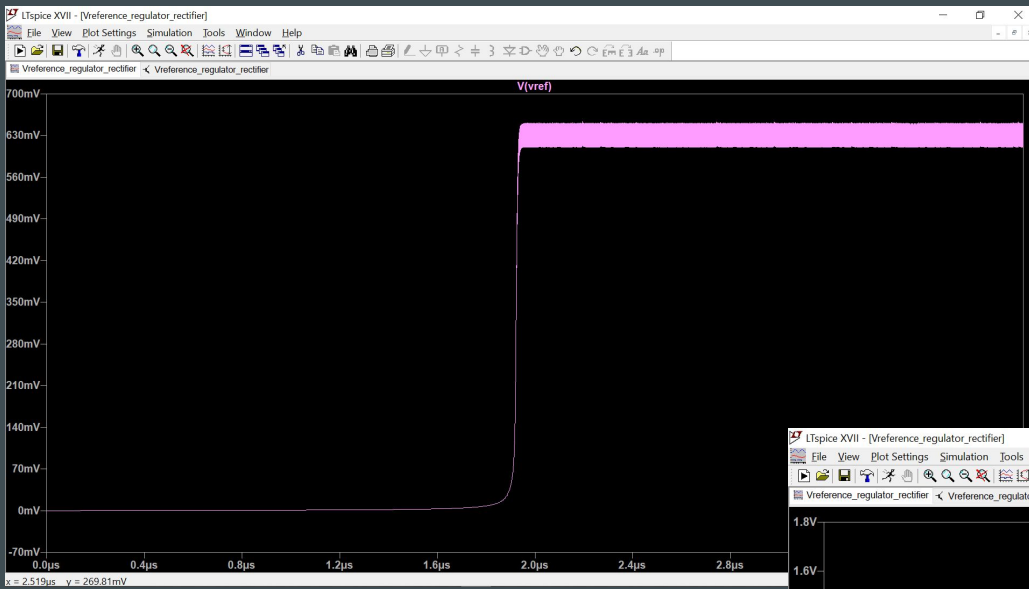 LTspice XVII - [Vreference_regulator_rectifier]
File View Plot Settings Simulation Tools Window Help
Vreference_regulator_rectifier Vreference_regulator_rectifier
V(vref)
700mV
630mV
560mV
490mV
420mV
350mV
280mV
210mV
140mV
70mV
0mV
-70mV
0.0µs 0.4µs 0.8µs 1.2µs 1.6µs 2.0µs 2.4µs 2.8µs
x = 2.519µs y = 269.81mV
LTspice XVII - [Vreference_regulator_rectifier]
File View Plot Settings Simulation Tools
Vreference_regulator_rectifier Vreference_regulato
1.8V
1.6V